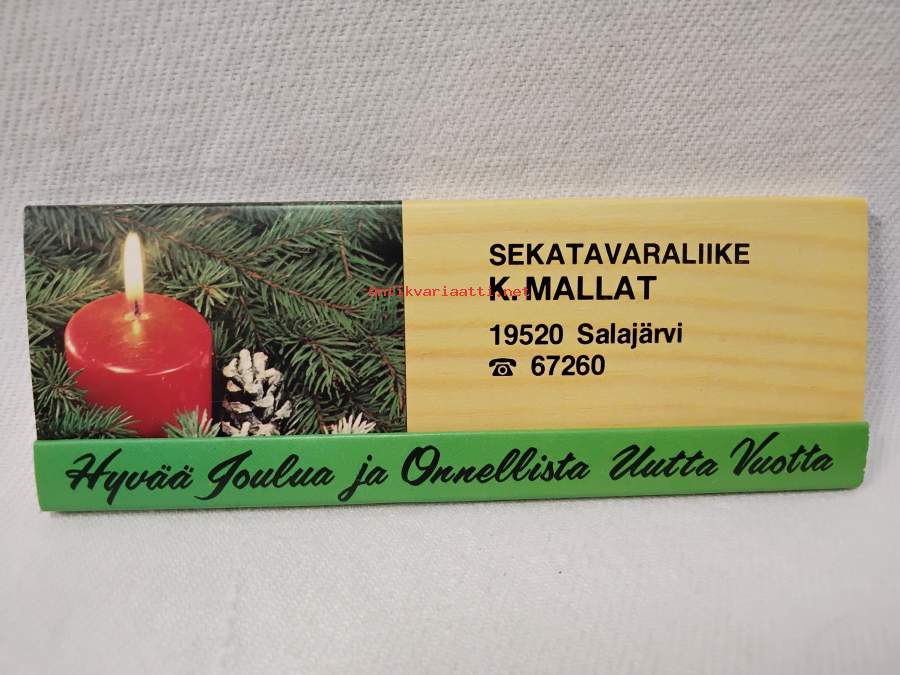 SEKATAVARALIIKE
K. MALLAT
antikvariaatti.net
19520 Salajärvi
☎ 67260
Hyvää Joulua ja Onnellista Uutta Vuotta